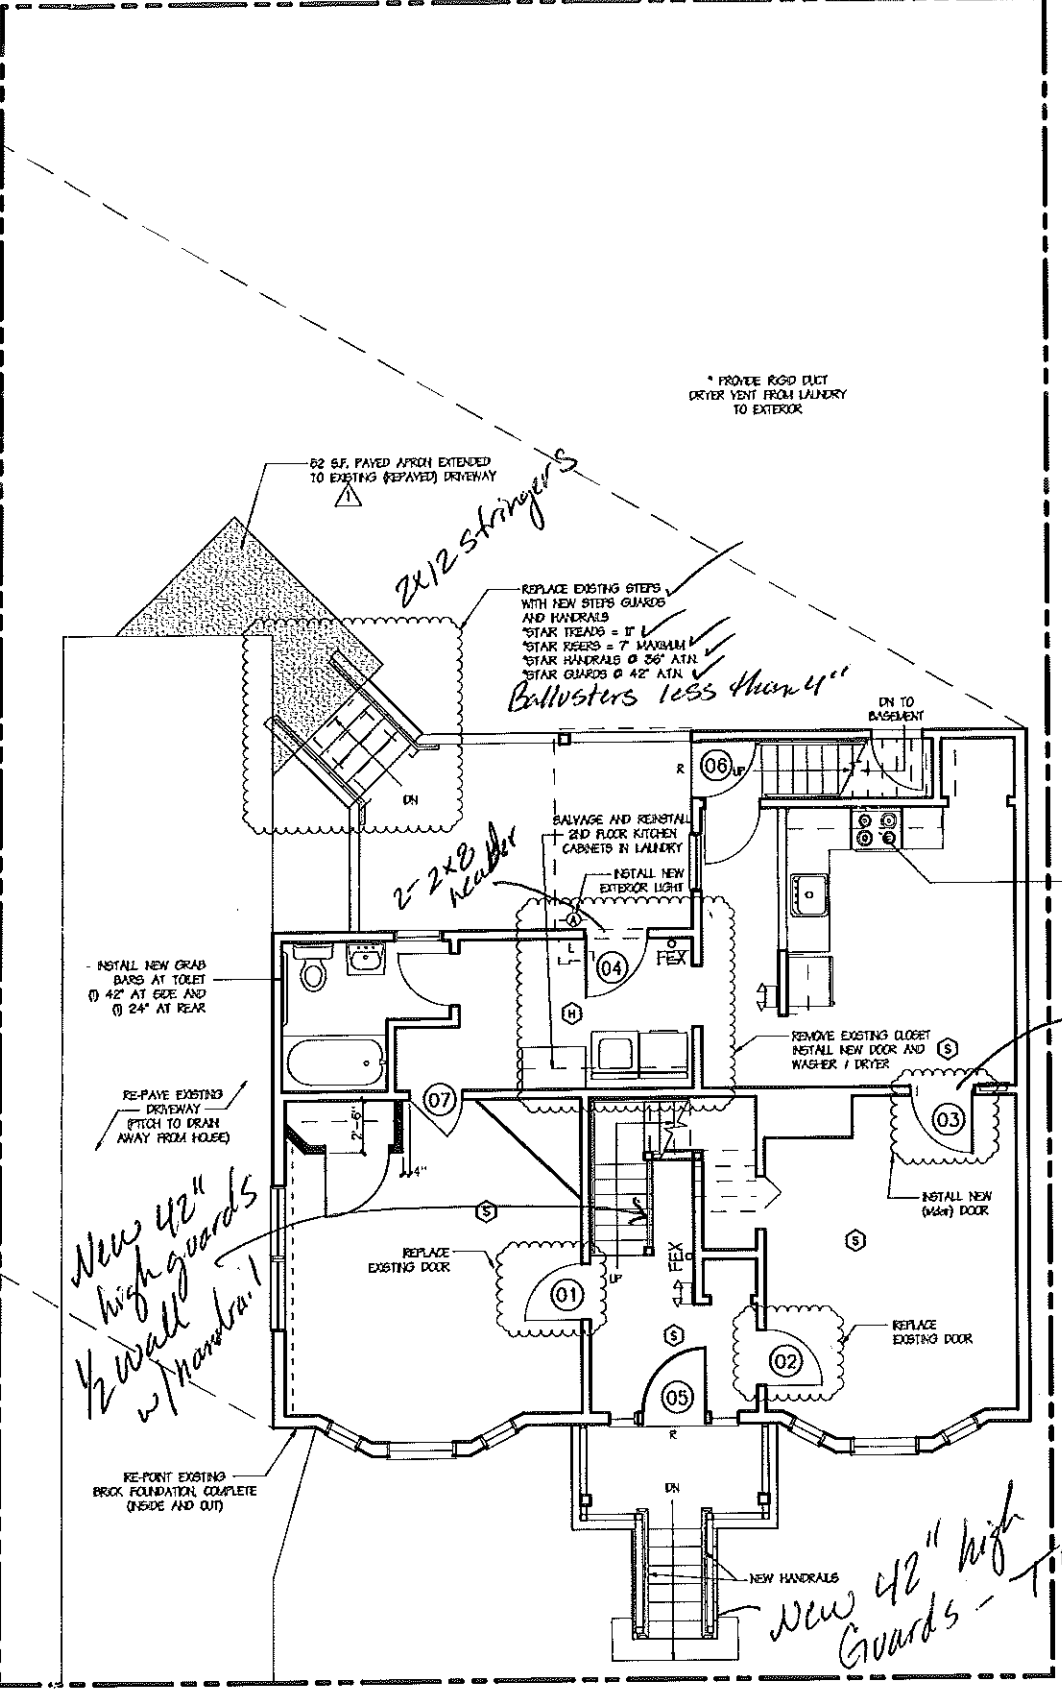 * PROVIDE RIGID DUCT
DRYER VENT FROM LAUNDRY
TO EXTERIOR
52 S.F. PAVED APRON EXTENDED
TO EXISTING (REPAVED) DRIVEWAY
1
2x12 stringers
REPLACE EXISTING STEPS
WITH NEW STEPS GUARDS
AND HANDRAILS
*STAR TREADS = 11"
*STAR RISERS = 7" MAXIMUM
*STAR HANDRAILS @ 36" A.T.N.
*STAR GUARDS @ 42" A.T.N.
Ballusters less than 4"
DN TO
BASEMENT
R
06
UP
DN
SALVAGE AND REINSTALL
2ND FLOOR KITCHEN
CABINETS IN LAUNDRY
2-2x8
header
INSTALL NEW
EXTERIOR LIGHT
A
L
04
FEX
H
- INSTALL NEW GRAB
BARS AT TOILET
(1) 42" AT SIDE AND
(1) 24" AT REAR
REMOVE EXISTING CLOSET
INSTALL NEW DOOR AND
WASHER / DRYER
S
RE-PAVE EXISTING
DRIVEWAY
(PITCH TO DRAIN
AWAY FROM HOUSE)
07
03
2'-6"
4"
INSTALL NEW
(wider) DOOR
New 42"
high guards
1/2 wall
w/handrail
S
S
REPLACE
EXISTING DOOR
01
UP
FEX
S
02
REPLACE
EXISTING DOOR
05
R
RE-POINT EXISTING
BRICK FOUNDATION, COMPLETE
(INSIDE AND OUT)
DN
NEW HANDRAILS
New 42" high
Guards -